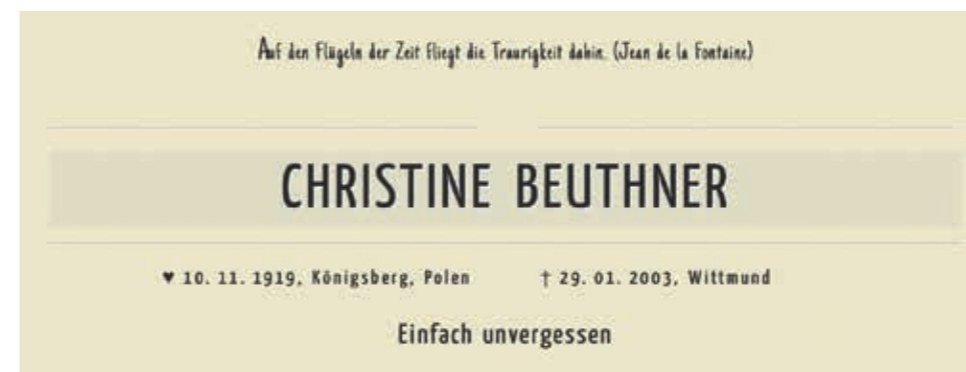 Auf den Flügeln der Zeit fliegt die Traurigkeit dahin. (Jean de la Fontaine)
CHRISTINE BEUTHNER
♥ 10. 11. 1919, Königsberg, Polen † 29. 01. 2003, Wittmund
Einfach unvergessen